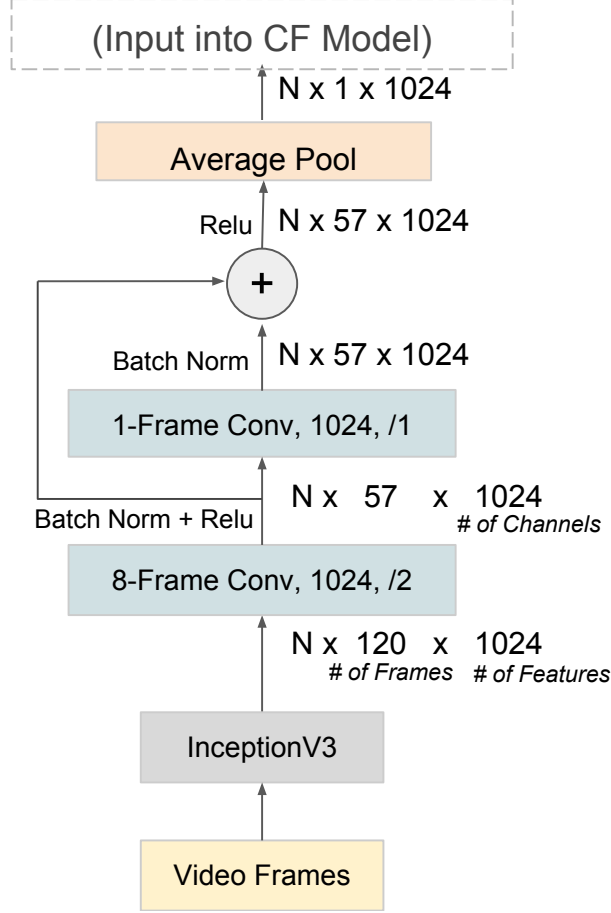 (Input into CF Model)
N x 1 x 1024
Average Pool
Relu N x 57 x 1024
+
Batch Norm N x 57 x 1024
1-Frame Conv, 1024, /1
N x 57 x 1024
# of Channels
Batch Norm + Relu
8-Frame Conv, 1024, /2
N x 120 x 1024
# of Frames # of Features
InceptionV3
Video Frames